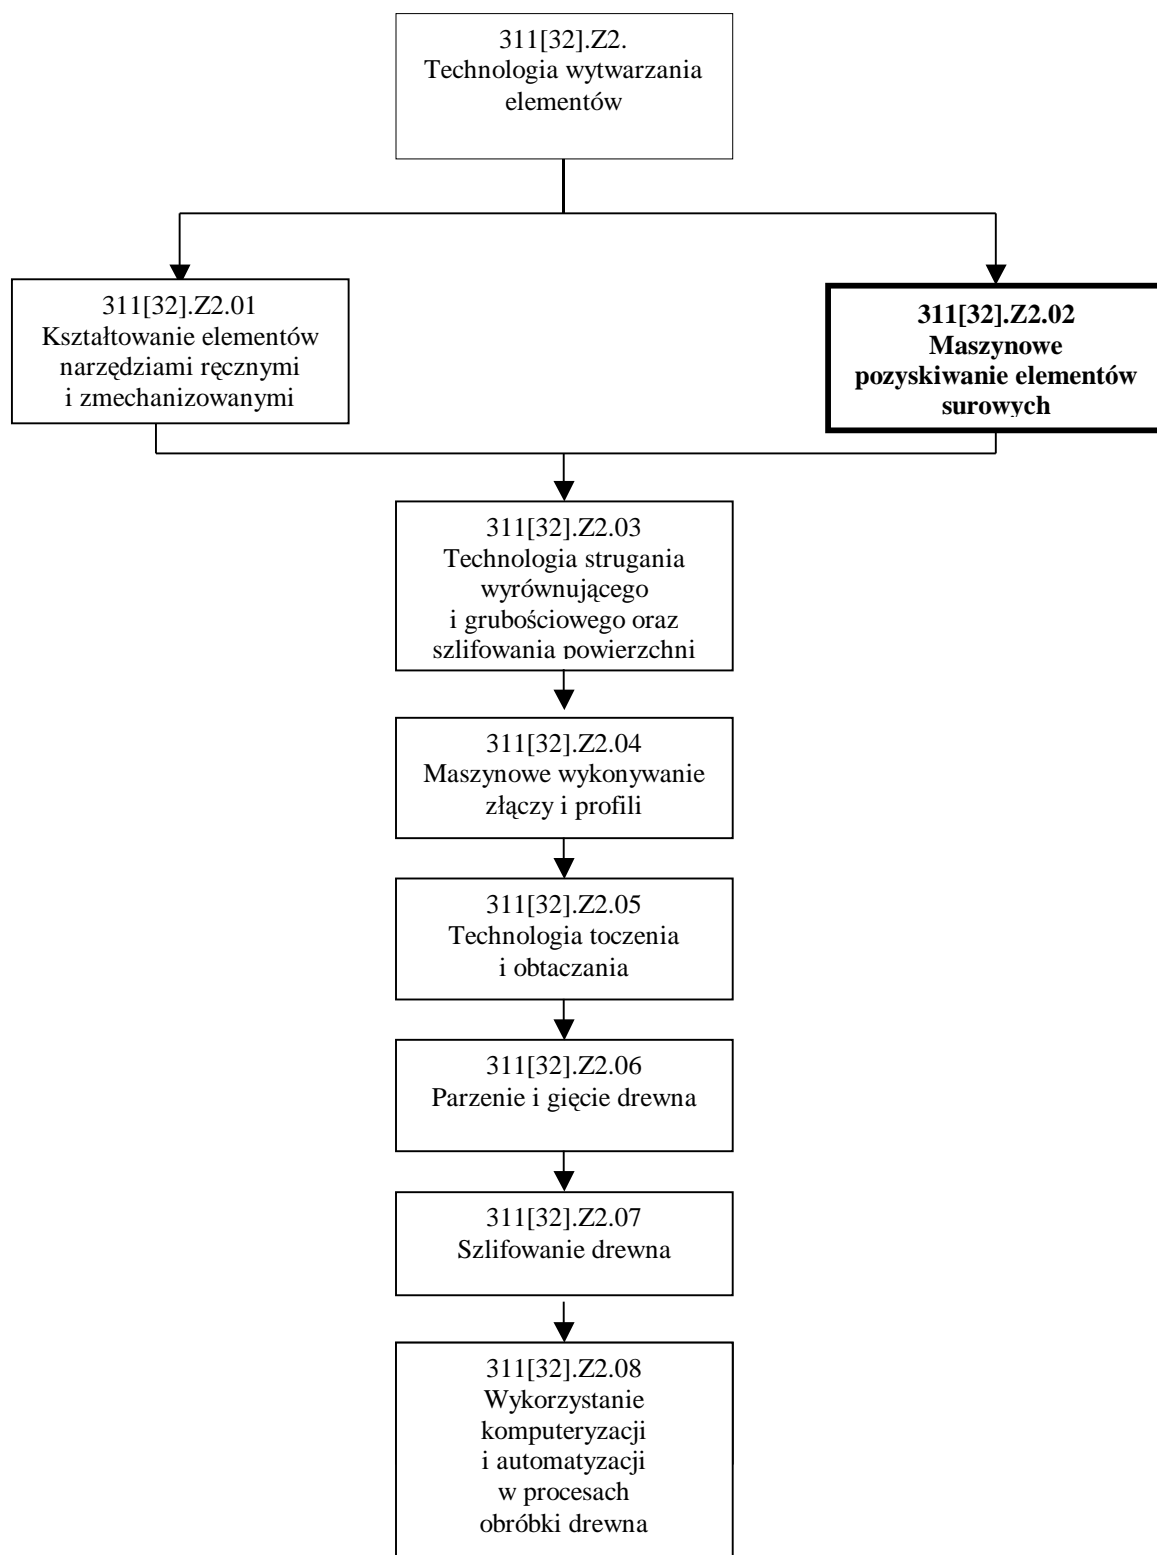 311[32].Z2.
Technologia wytwarzania
elementów
311[32].Z2.01
Kształtowanie elementów
narzędziami ręcznymi
i zmechanizowanymi
311[32].Z2.02
Maszynowe
pozyskiwanie elementów
surowych
311[32].Z2.03
Technologia strugania
wyrównującego
i grubościowego oraz
szlifowania powierzchni
311[32].Z2.04
Maszynowe wykonywanie
złączy i profili
311[32].Z2.05
Technologia toczenia
i obtaczania
311[32].Z2.06
Parzenie i gięcie drewna
311[32].Z2.07
Szlifowanie drewna
311[32].Z2.08
Wykorzystanie
komputeryzacji
i automatyzacji
w procesach
obróbki drewna